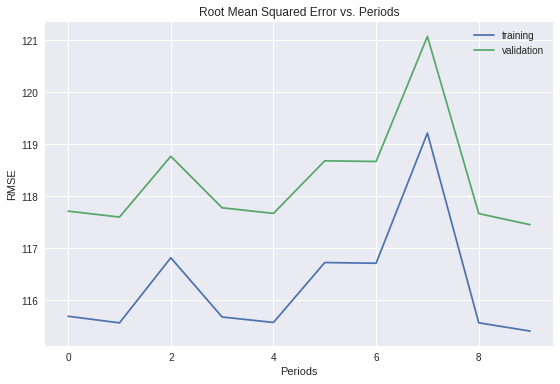 Root Mean Squared Error vs. Periods
training
validation
121
120
119
118
117
116
RMSE
0
2
4
6
8
Periods